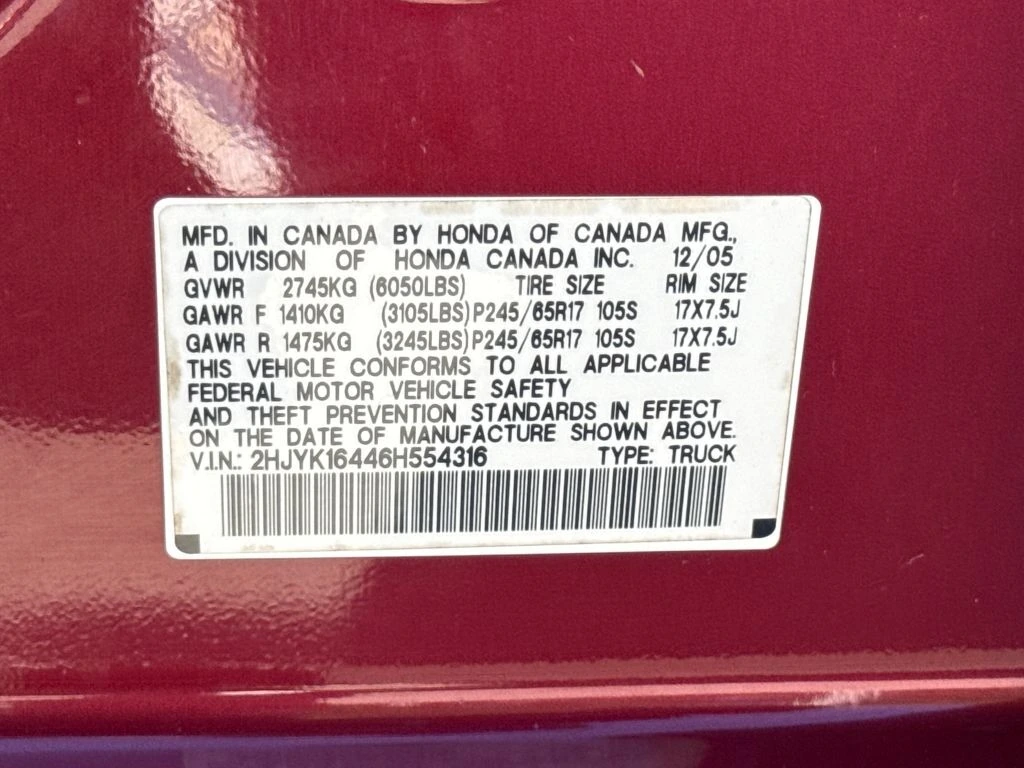 MFD. IN CANADA BY HONDA OF CANADA MFG.,
A DIVISION OF HONDA CANADA INC. 12/05
GVWR 2745KG (6050LBS) TIRE SIZE RIM SIZE
GAWR F 1410KG (3105LBS) P245/65R17 105S 17X7.5J
GAWR R 1475KG (3245LBS) P245/65R17 105S 17X7.5J
THIS VEHICLE CONFORMS TO ALL APPLICABLE
FEDERAL MOTOR VEHICLE SAFETY
AND THEFT PREVENTION STANDARDS IN EFFECT
ON THE DATE OF MANUFACTURE SHOWN ABOVE.
V.I.N.: 2HJYK16446H554316 TYPE: TRUCK